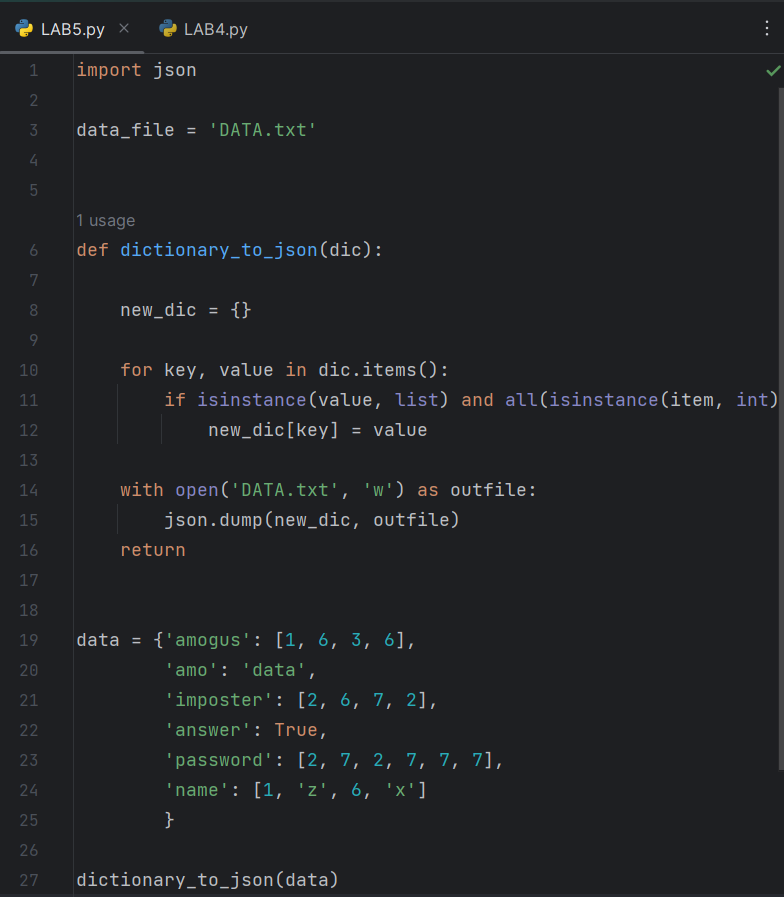 LAB5.py × LAB4.py
1 import json
2
3 data_file = 'DATA.txt'
4
5
1 usage
6 def dictionary_to_json(dic):
7
8     new_dic = {}
9
10     for key, value in dic.items():
11         if isinstance(value, list) and all(isinstance(item, int)
12             new_dic[key] = value
13
14     with open('DATA.txt', 'w') as outfile:
15         json.dump(new_dic, outfile)
16     return
17
18
19 data = {'amogus': [1, 6, 3, 6],
20         'amo': 'data',
21         'imposter': [2, 6, 7, 2],
22         'answer': True,
23         'password': [2, 7, 2, 7, 7, 7],
24         'name': [1, 'z', 6, 'x']
25         }
26
27 dictionary_to_json(data)